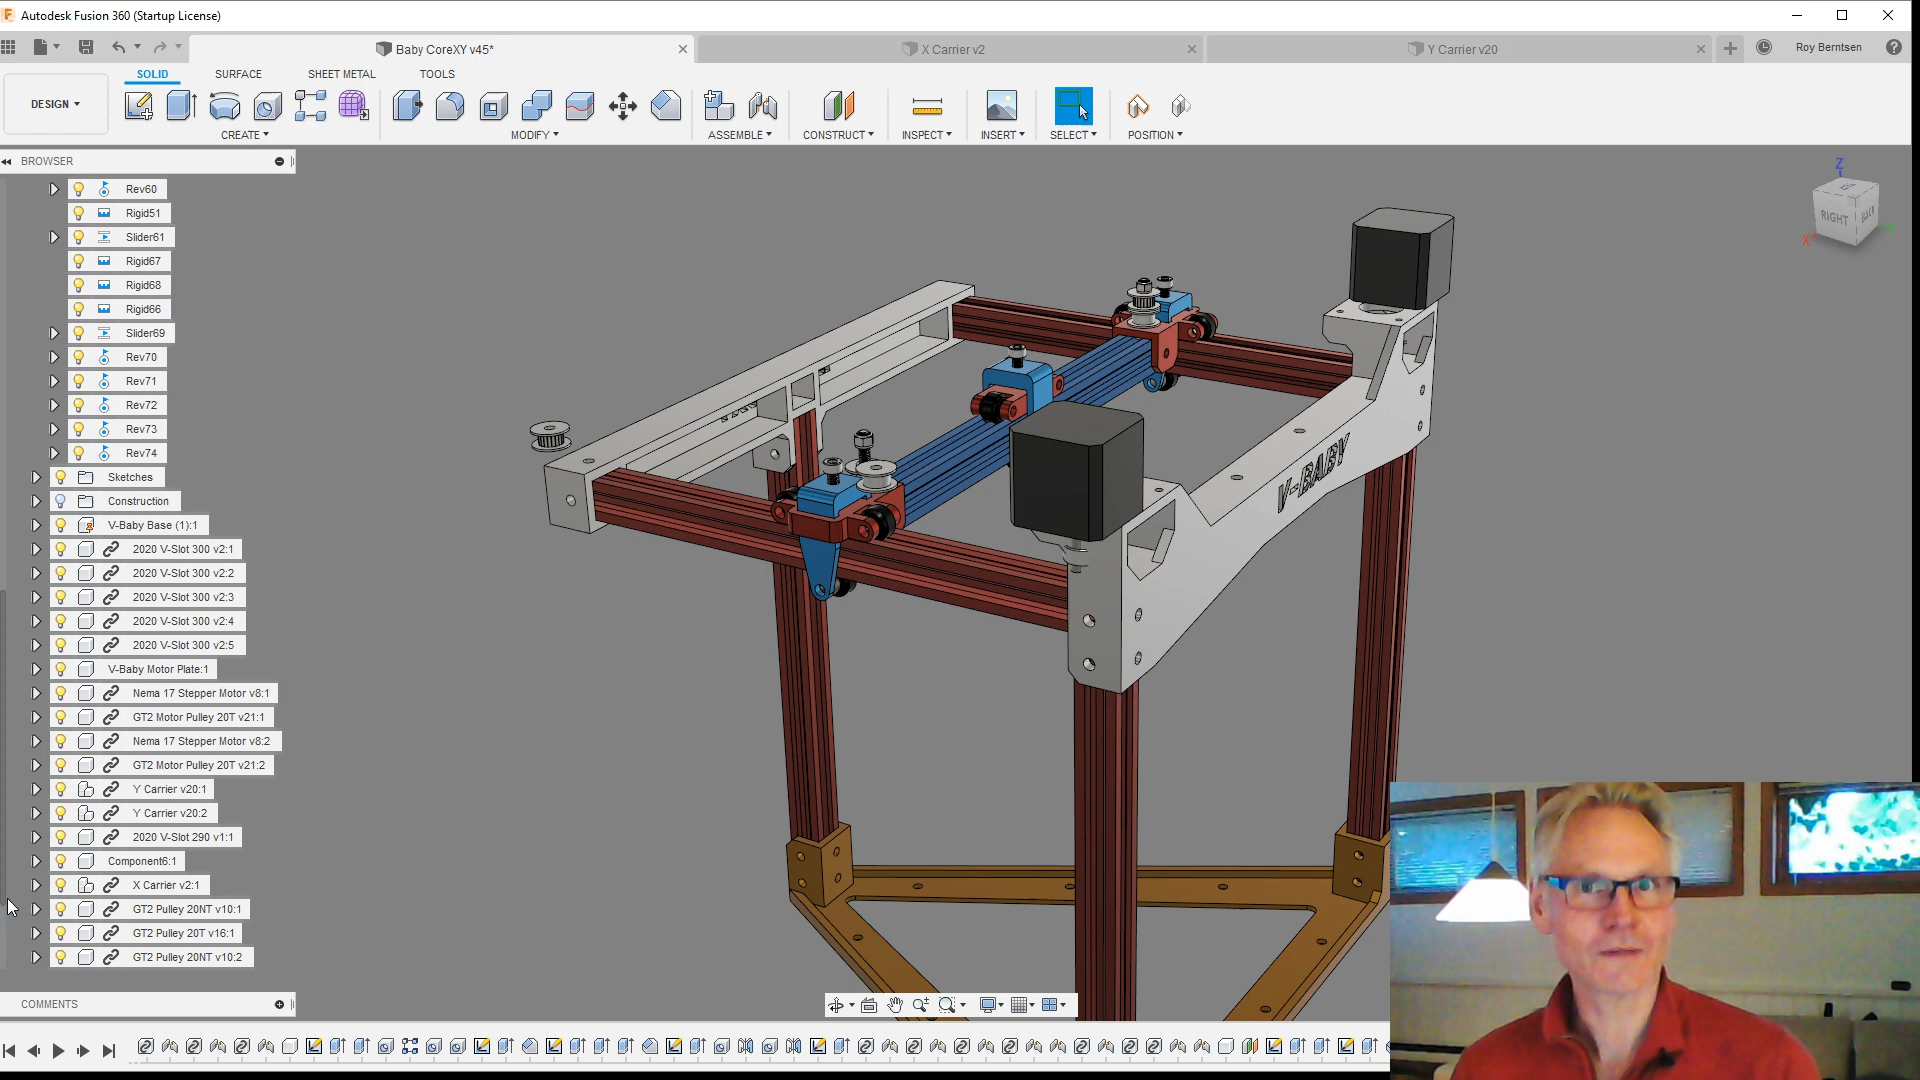 Autodesk Fusion 360 (Startup License)
Baby CoreXY v45*
X Carrier v2
Y Carrier v20
Roy Berntsen
SOLID
SURFACE
SHEET METAL
TOOLS
DESIGN
CREATE
MODIFY
ASSEMBLE
CONSTRUCT
INSPECT
INSERT
SELECT
POSITION
BROWSER
Z
RIGHT
BACK
X
Rev60
Rigid51
Slider61
Rigid67
Rigid68
Rigid66
Slider69
Rev70
Rev71
Rev72
Rev73
Rev74
Sketches
Construction
V-Baby Base (1):1
2020 V-Slot 300 v2:1
2020 V-Slot 300 v2:2
2020 V-Slot 300 v2:3
2020 V-Slot 300 v2:4
2020 V-Slot 300 v2:5
V-Baby Motor Plate:1
Nema 17 Stepper Motor v8:1
GT2 Motor Pulley 20T v21:1
Nema 17 Stepper Motor v8:2
GT2 Motor Pulley 20T v21:2
Y Carrier v20:1
Y Carrier v20:2
2020 V-Slot 290 v1:1
Component6:1
X Carrier v2:1
GT2 Pulley 20NT v10:1
GT2 Pulley 20T v16:1
GT2 Pulley 20NT v10:2
V-BABY
COMMENTS